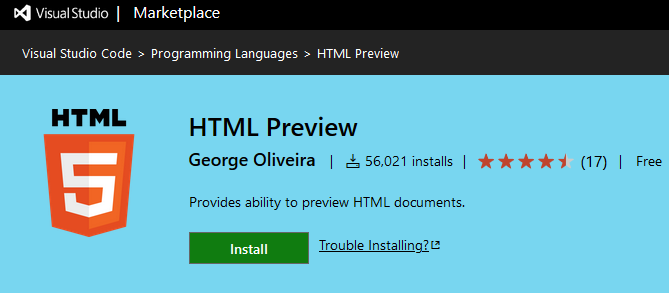 Visual Studio | Marketplace
Visual Studio Code > Programming Languages > HTML Preview
HTML
5
HTML Preview
George Oliveira | 56,021 installs | (17) | Free
Provides ability to preview HTML documents.
Install Trouble Installing?